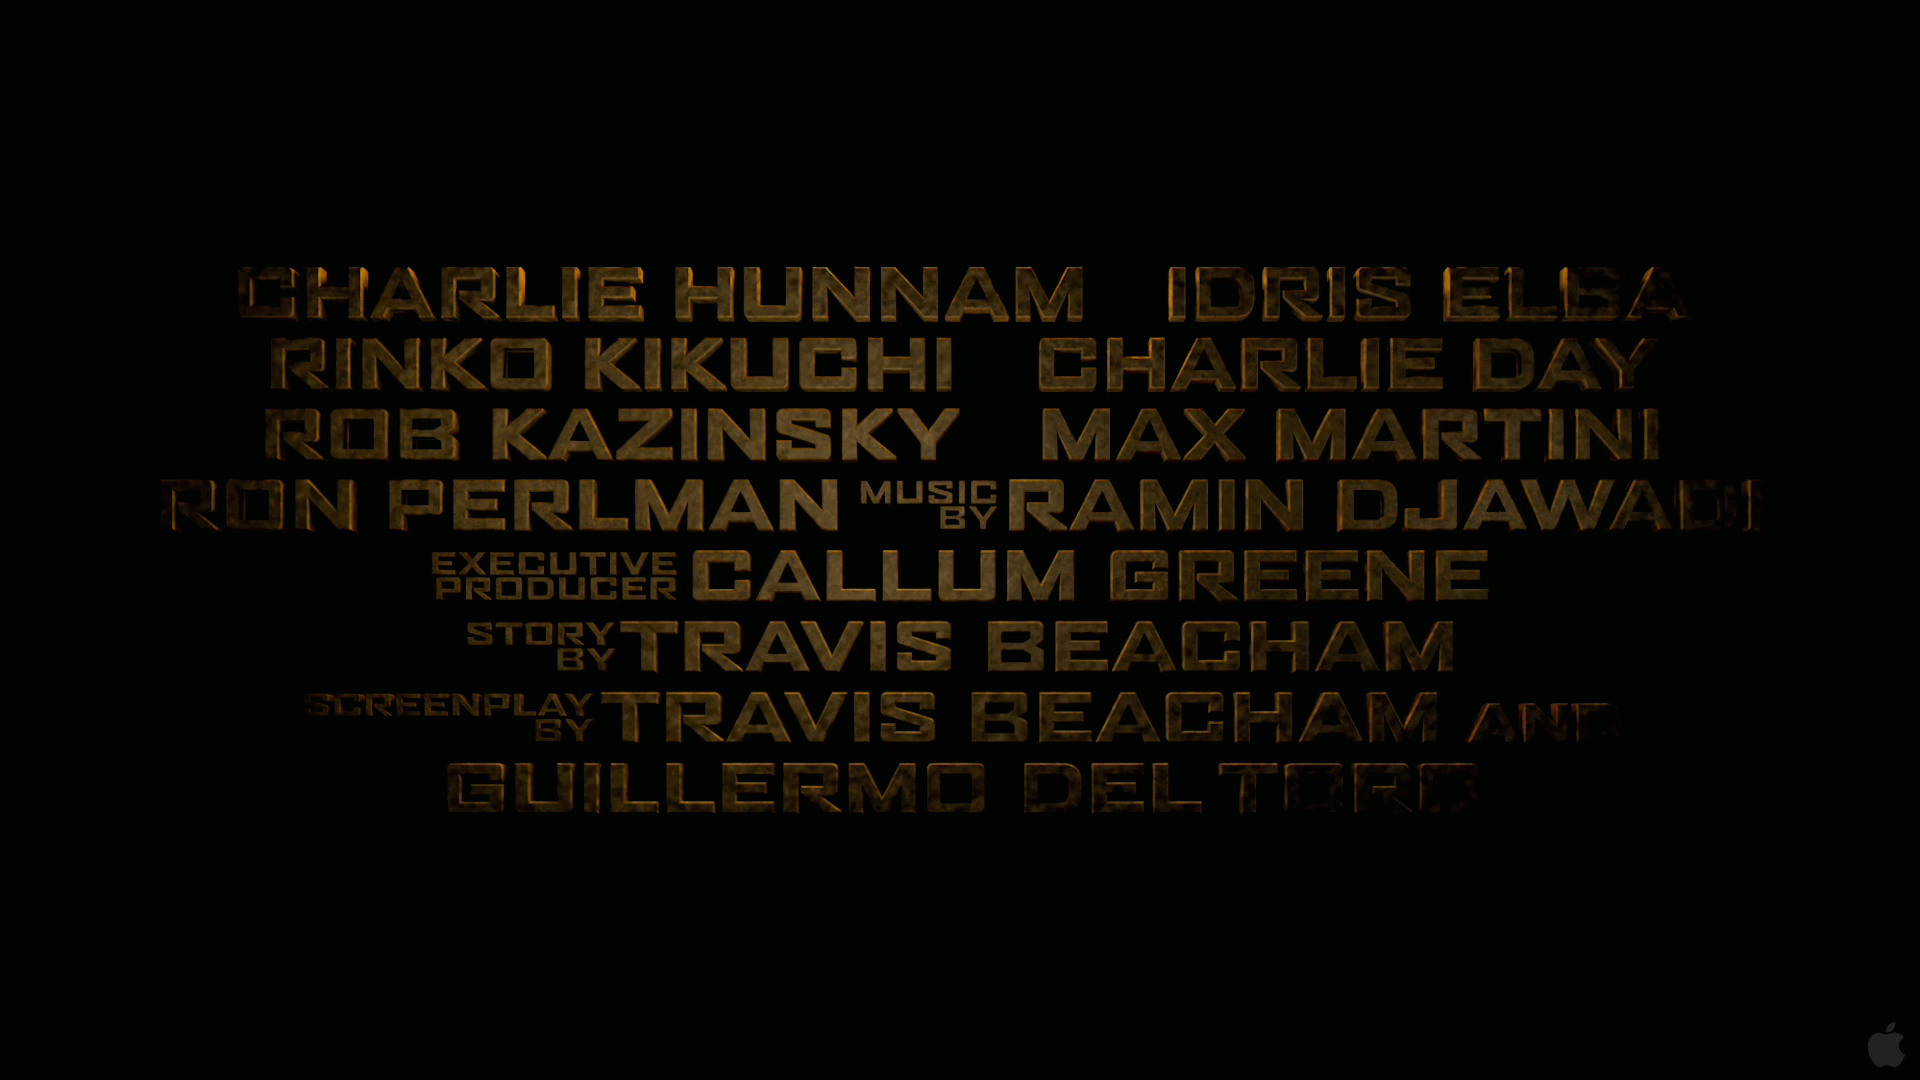 CHARLIE HUNNAM IDRIS ELBA
RINKO KIKUCHI CHARLIE DAY
ROB KAZINSKY MAX MARTINI
RON PERLMAN MUSIC BY RAMIN DJAWADI
EXECUTIVE PRODUCER CALLUM GREENE
STORY BY TRAVIS BEACHAM
SCREENPLAY BY TRAVIS BEACHAM AND
GUILLERMO DEL TORO